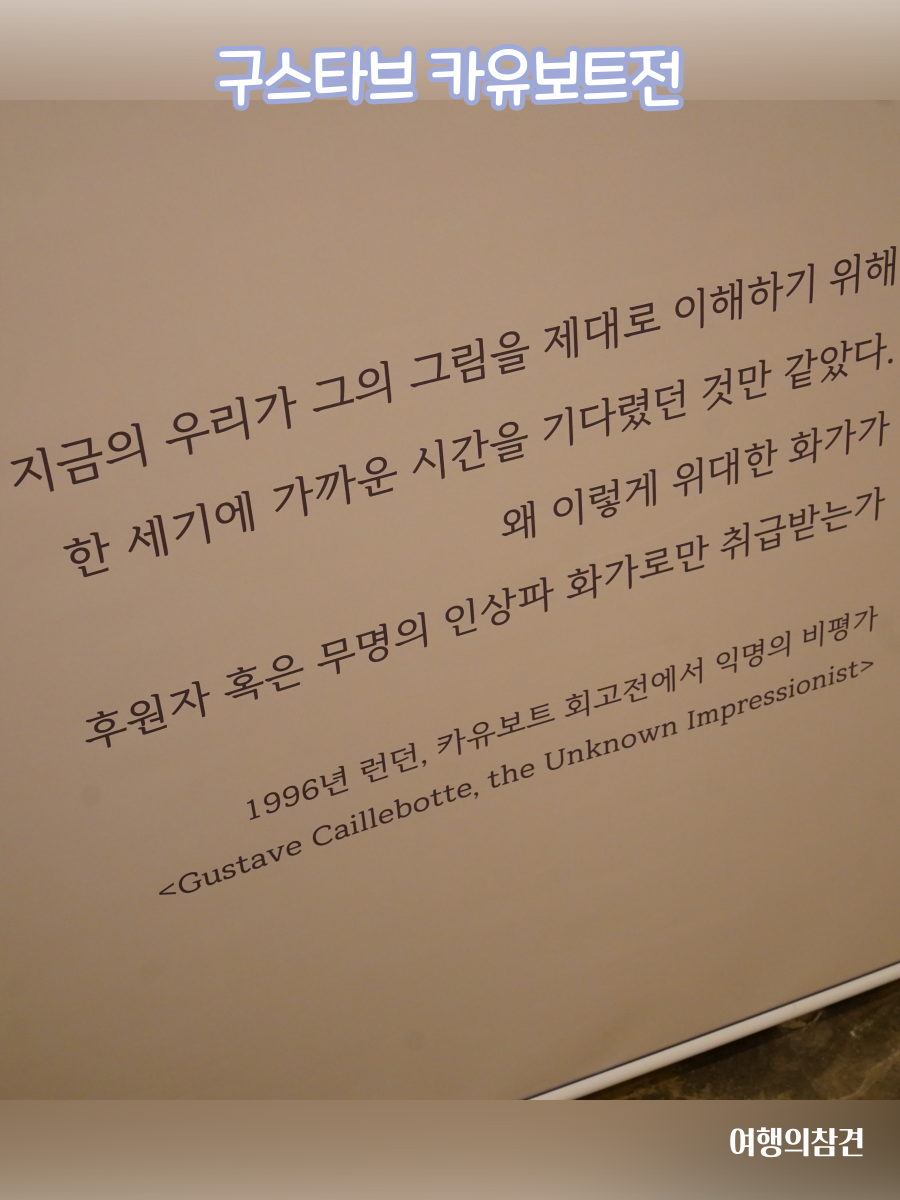 구스타브 카유보트전
지금의 우리가 그의 그림을 제대로 이해하기 위해
한 세기에 가까운 시간을 기다렸던 것만 같았다.
왜 이렇게 위대한 화가가
후원자 혹은 무명의 인상파 화가로만 취급받는가
1996년 런던, 카유보트 회고전에서 익명의 비평가
<Gustave Caillebotte, the Unknown Impressionist>
여행의참견